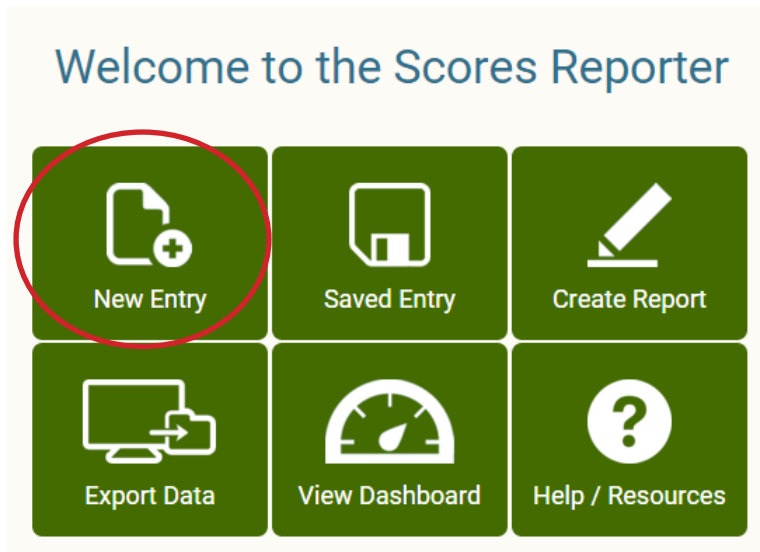 Welcome to the Scores Reporter
New Entry
Saved Entry
Create Report
Export Data
View Dashboard
Help / Resources